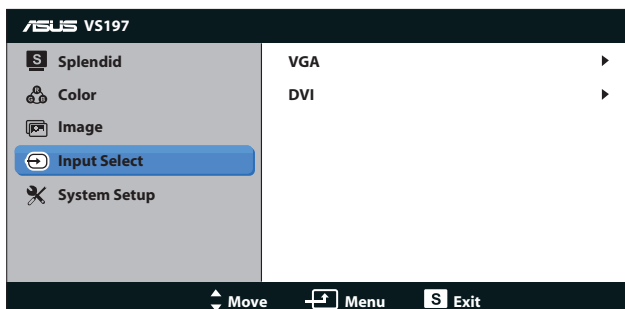 ASUS VS197
S Splendid
R G B Color
Image
Input Select
System Setup
VGA
DVI
Move Menu S Exit